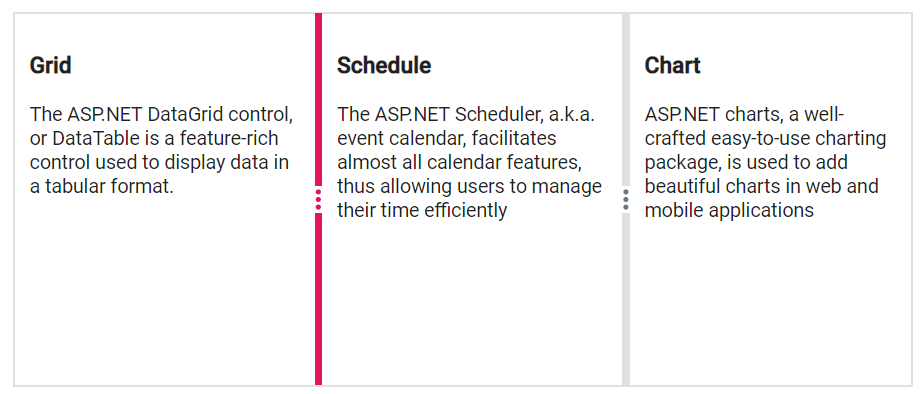 Grid
The ASP.NET DataGrid control,
or DataTable is a feature-rich
control used to display data in
a tabular format.
Schedule
The ASP.NET Scheduler, a.k.a.
event calendar, facilitates
almost all calendar features,
thus allowing users to manage
their time efficiently
Chart
ASP.NET charts, a well-
crafted easy-to-use charting
package, is used to add
beautiful charts in web and
mobile applications